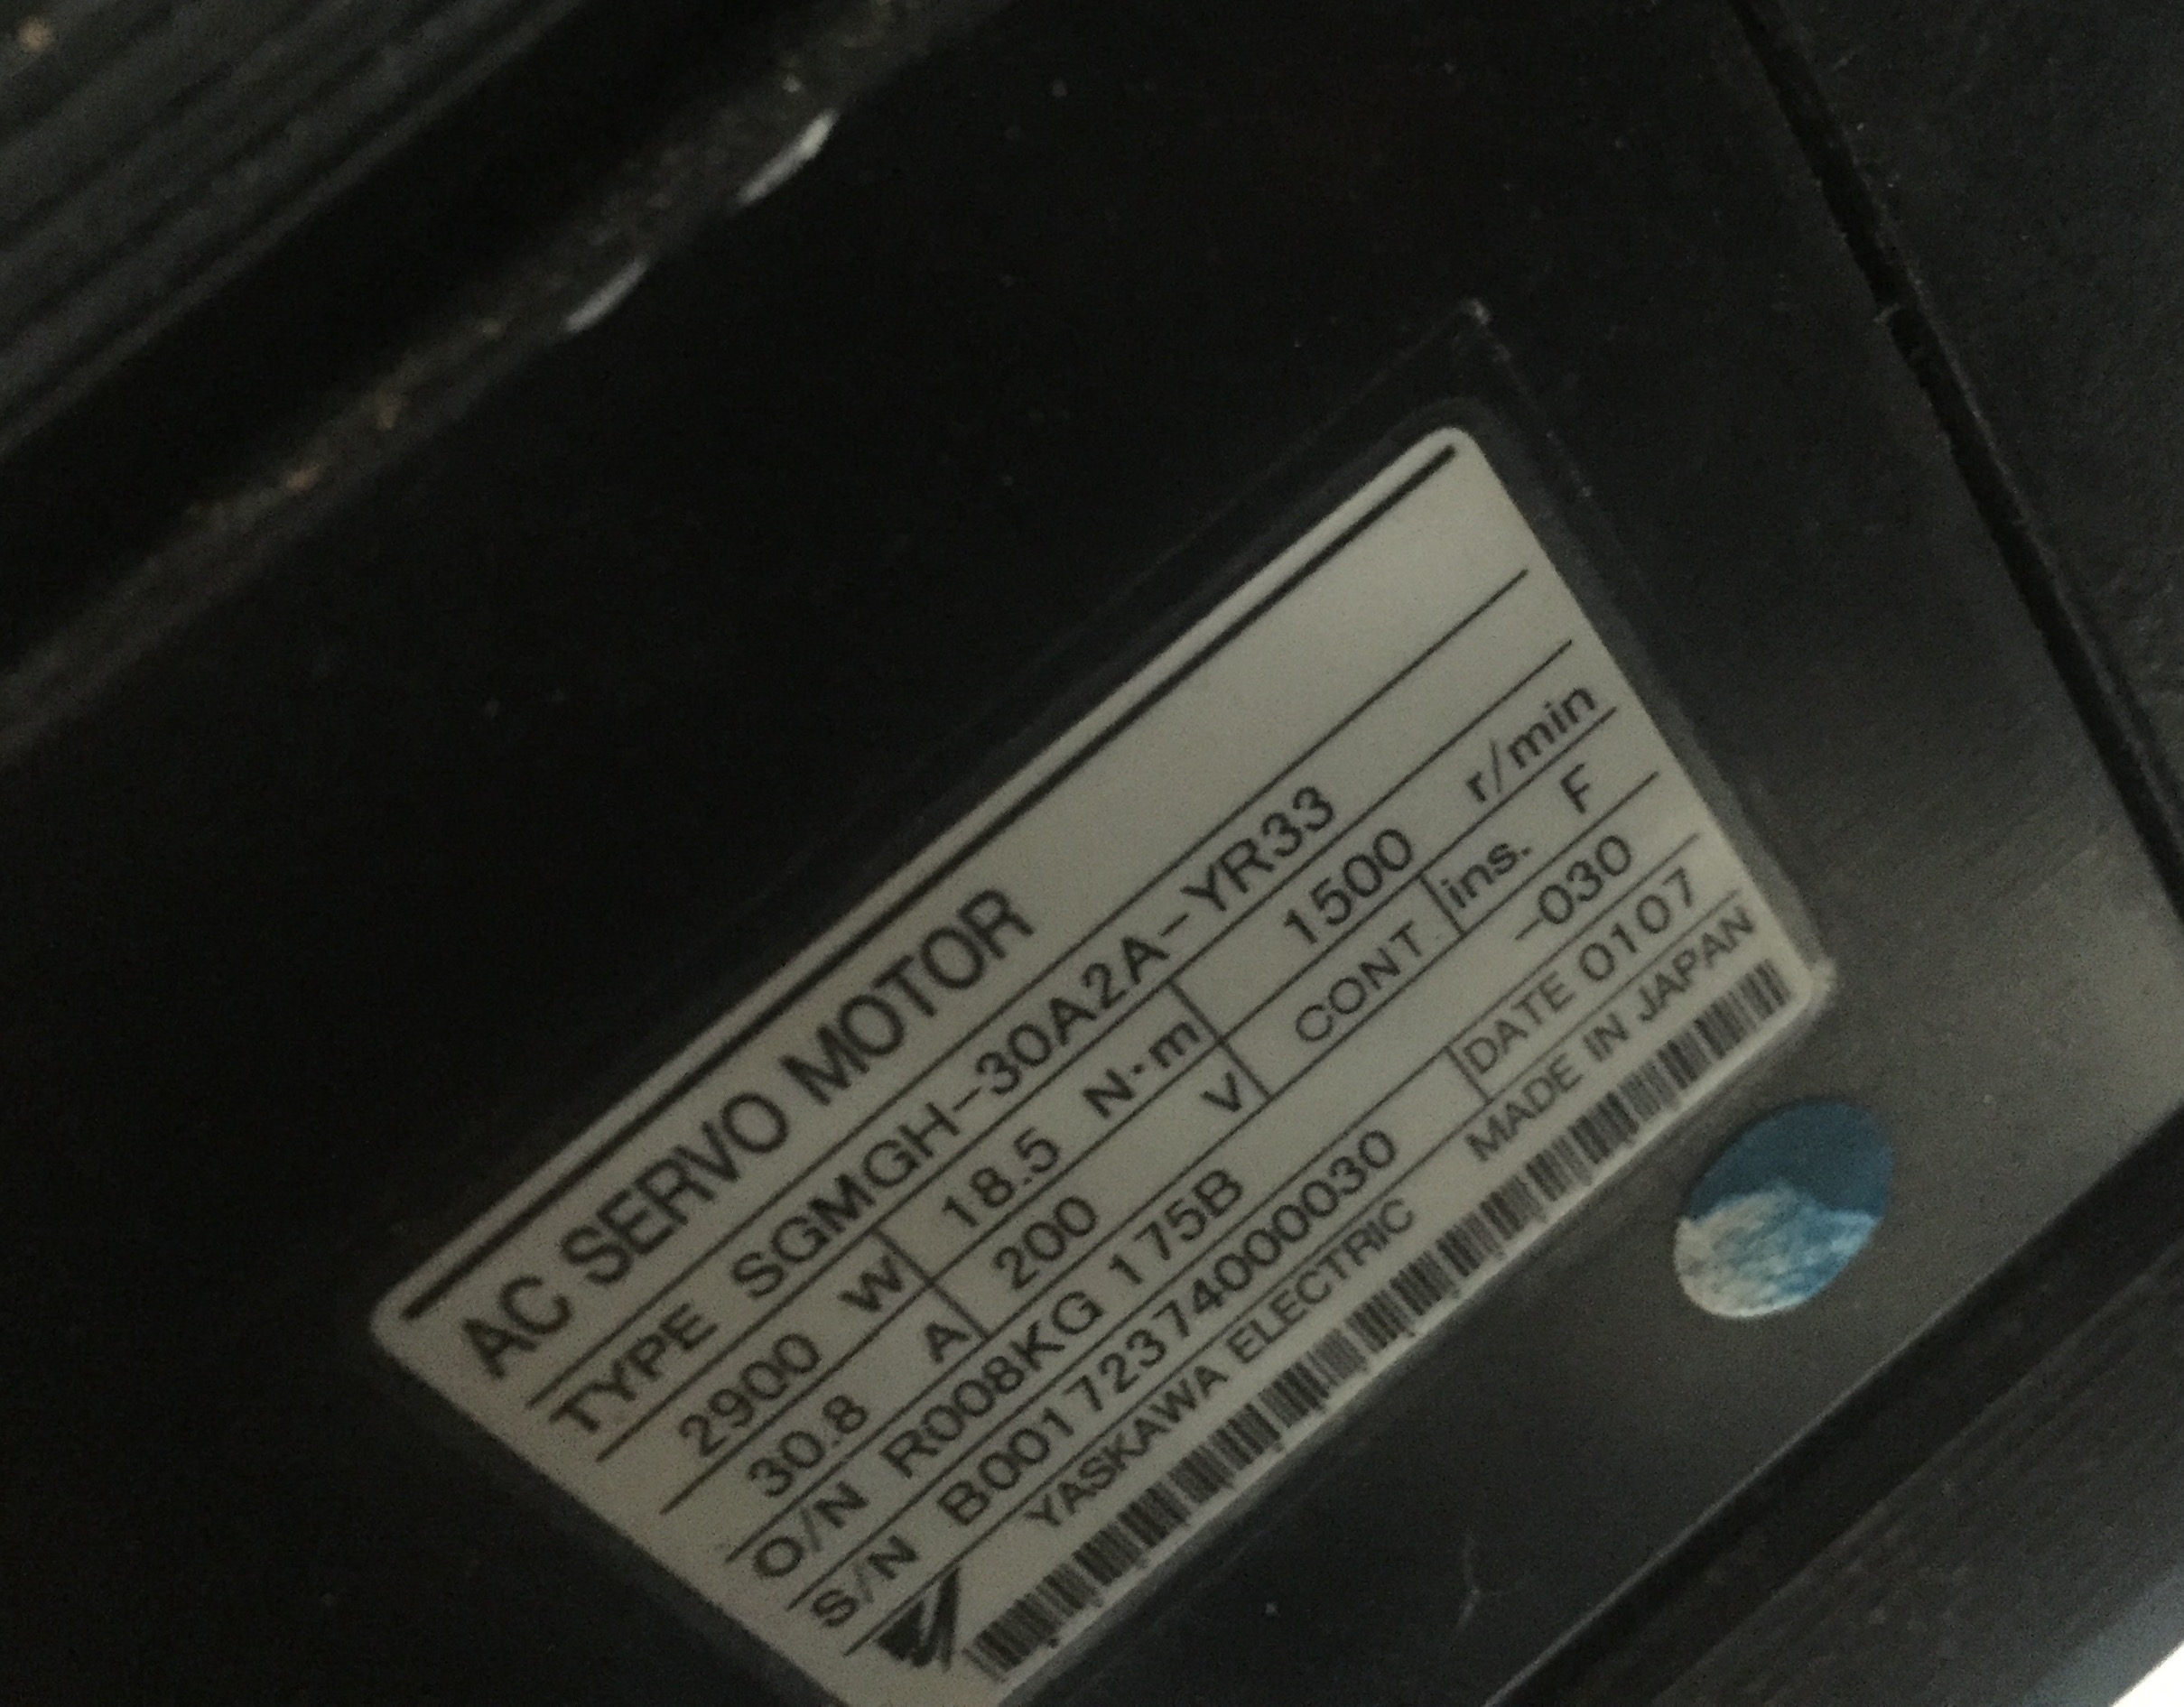 AC SERVO MOTOR
TYPE SGMGH-30A2A-YR33
2900 W 18.5 N·m 1500 r/min
30.8 A 200 V CONT. ins. F
O/N R008KG 175B -030
S/N B00172374000030 DATE 0107
YASKAWA ELECTRIC MADE IN JAPAN